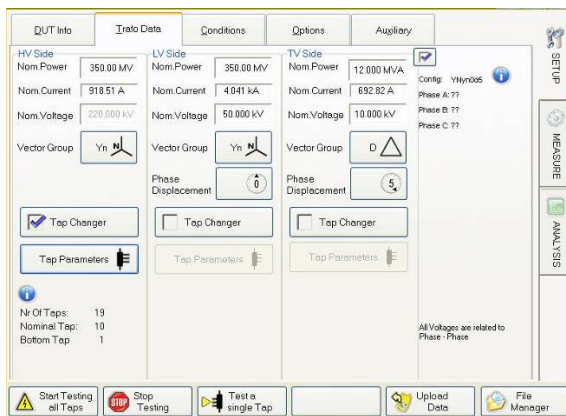 DUT Info
Trafo Data
Conditions
Options
Auxiliary
HV Side
Nom.Power 350.00 MV
Nom.Current 918.51 A
Nom.Voltage 220.000 kV
Vector Group Yn N
Tap Changer
Tap Parameters
Nr Of Taps: 19
Nominal Tap: 10
Bottom Tap 1
LV Side
Nom.Power 350.00 MV
Nom.Current 4.041 kA
Nom.Voltage 50.000 kV
Vector Group Yn N
Phase
Displacement 0
Tap Changer
Tap Parameters
TV Side
Nom.Power 12.000 MVA
Nom.Current 692.82 A
Nom.Voltage 10.000 kV
Vector Group D
Phase
Displacement 5
Tap Changer
Tap Parameters
Config: YNyn0d5
Phase A: ??
Phase B: ??
Phase C: ??
All Voltages are related to
Phase - Phase
SETUP
MEASURE
ANALYSIS
Start Testing
all Taps
STOP
Stop
Testing
Test a
single Tap
Upload
Data
File
Manager